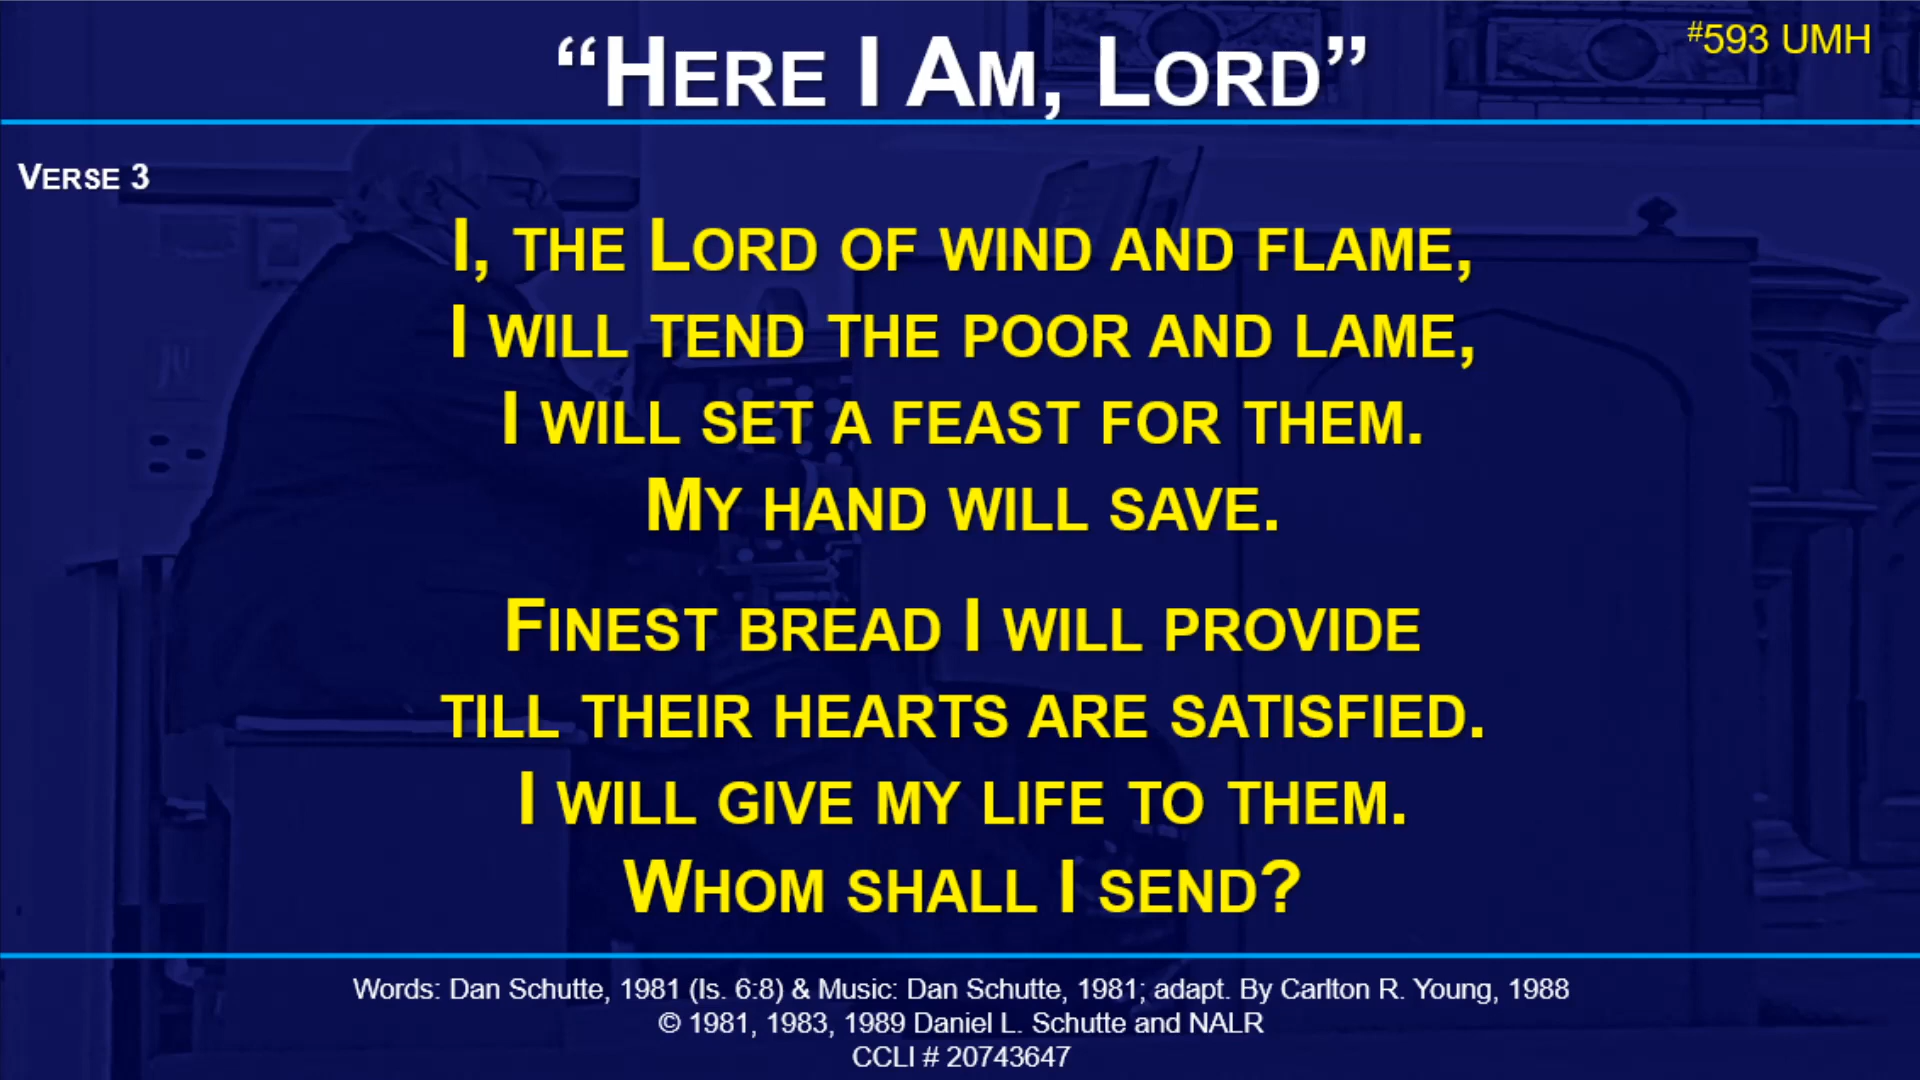 “HERE I AM, LORD”
#593 UMH
VERSE 3
I, THE LORD OF WIND AND FLAME,
I WILL TEND THE POOR AND LAME,
I WILL SET A FEAST FOR THEM.
MY HAND WILL SAVE.
FINEST BREAD I WILL PROVIDE
TILL THEIR HEARTS ARE SATISFIED.
I WILL GIVE MY LIFE TO THEM.
WHOM SHALL I SEND?
Words: Dan Schutte, 1981 (Is. 6:8) & Music: Dan Schutte, 1981; adapt. By Carlton R. Young, 1988
© 1981, 1983, 1989 Daniel L. Schutte and NALR
CCLI # 20743647